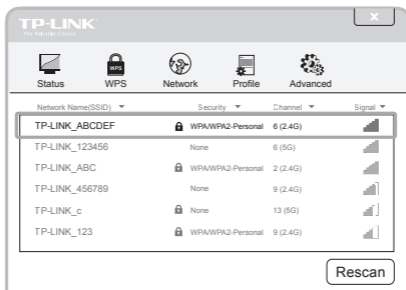 TP-LINK
The Reliable Choice
X
WPS
Status WPS Network Profile Advanced
Network Name(SSID) Security Channel Signal
TP-LINK_ABCDEF WPA/WPA2-Personal 6 (2.4G)
TP-LINK_123456 None 6 (5G)
TP-LINK_ABC WPA/WPA2-Personal 2 (2.4G)
TP-LINK_456789 None 9 (2.4G)
TP-LINK_c None 13 (5G)
TP-LINK_123 WPA/WPA2-Personal 9 (2.4G)
Rescan